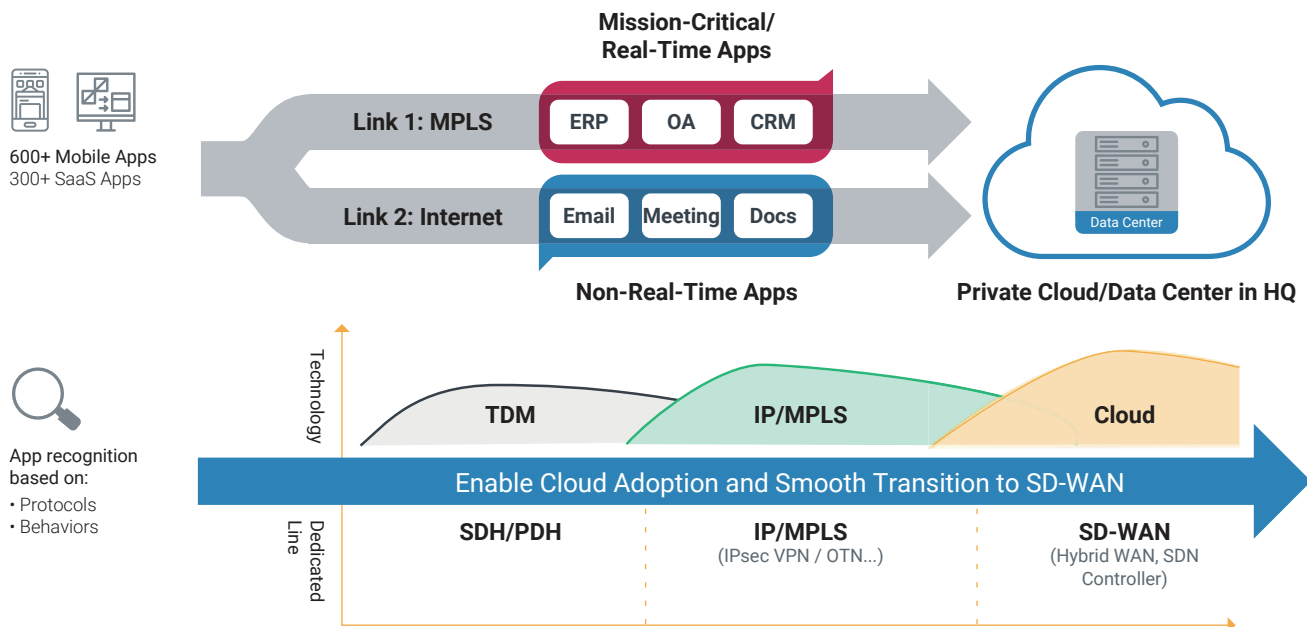 Mission-Critical/
Real-Time Apps
600+ Mobile Apps
300+ SaaS Apps
Link 1: MPLS
ERP
OA
CRM
Link 2: Internet
Email
Meeting
Docs
Data Center
Non-Real-Time Apps
Private Cloud/Data Center in HQ
App recognition
based on:
• Protocols
• Behaviors
Technology
TDM
IP/MPLS
Cloud
Enable Cloud Adoption and Smooth Transition to SD-WAN
Dedicated
Line
SDH/PDH
IP/MPLS
(IPsec VPN / OTN...)
SD-WAN
(Hybrid WAN, SDN
Controller)